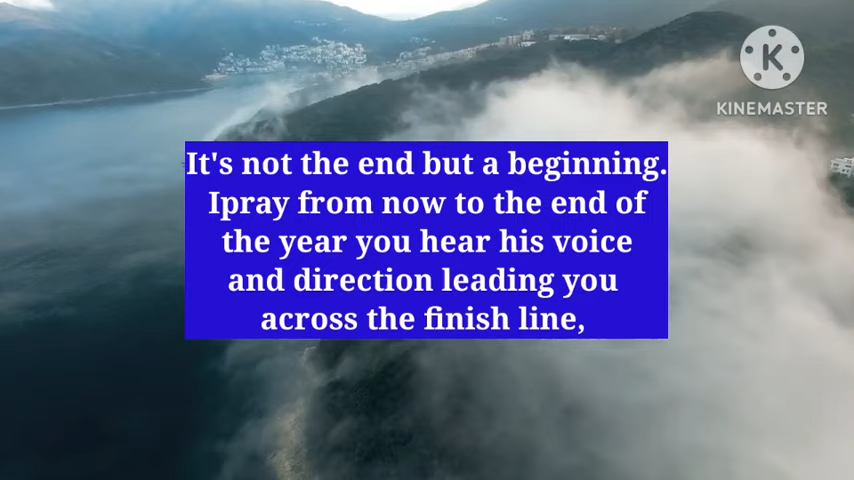 KINEMASTER
It's not the end but a beginning.
Ipray from now to the end of
the year you hear his voice
and direction leading you
across the finish line,